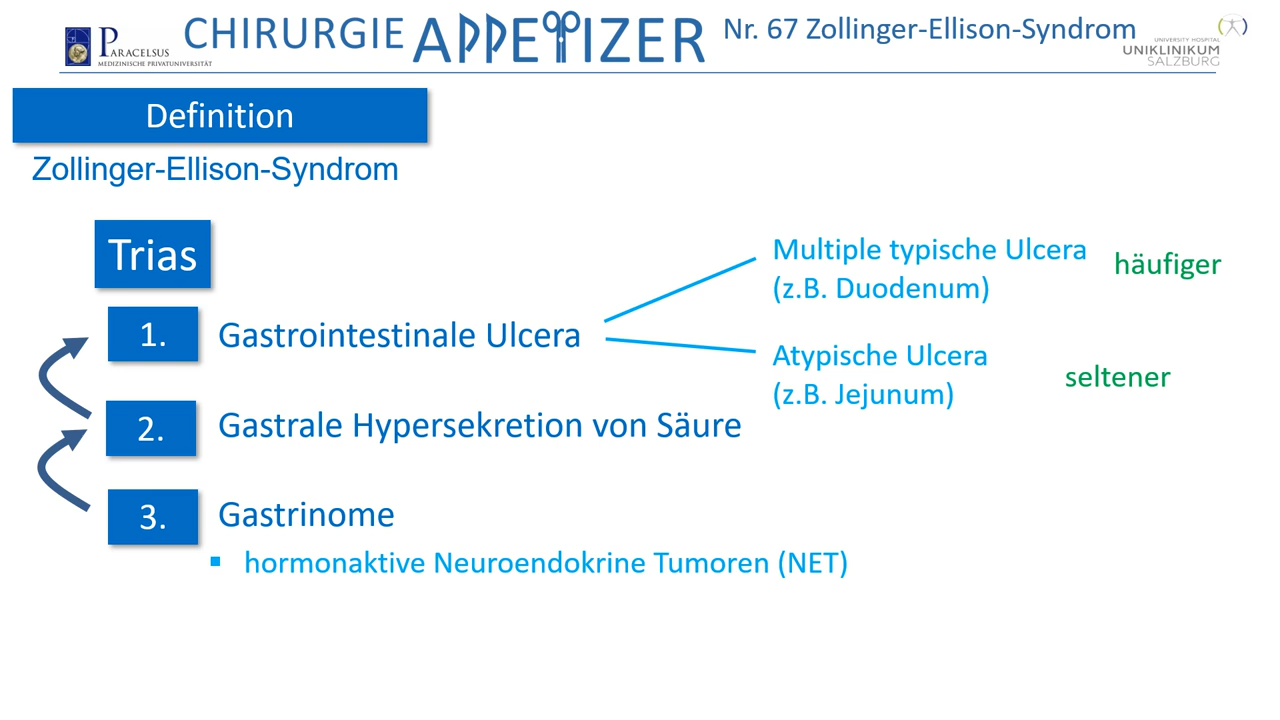 PARACELSUS
MEDIZINISCHE PRIVATUNIVERSITÄT
CHIRURGIE APPETIZER
Nr. 67 Zollinger-Ellison-Syndrom
UNIVERSITY HOSPITAL
UNIKLINIKUM
SALZBURG
Definition
Zollinger-Ellison-Syndrom
Trias
1. Gastrointestinale Ulcera
Multiple typische Ulcera
(z.B. Duodenum)
häufiger
Atypische Ulcera
(z.B. Jejunum)
seltener
2. Gastrale Hypersekretion von Säure
3. Gastrinome
▪ hormonaktive Neuroendokrine Tumoren (NET)